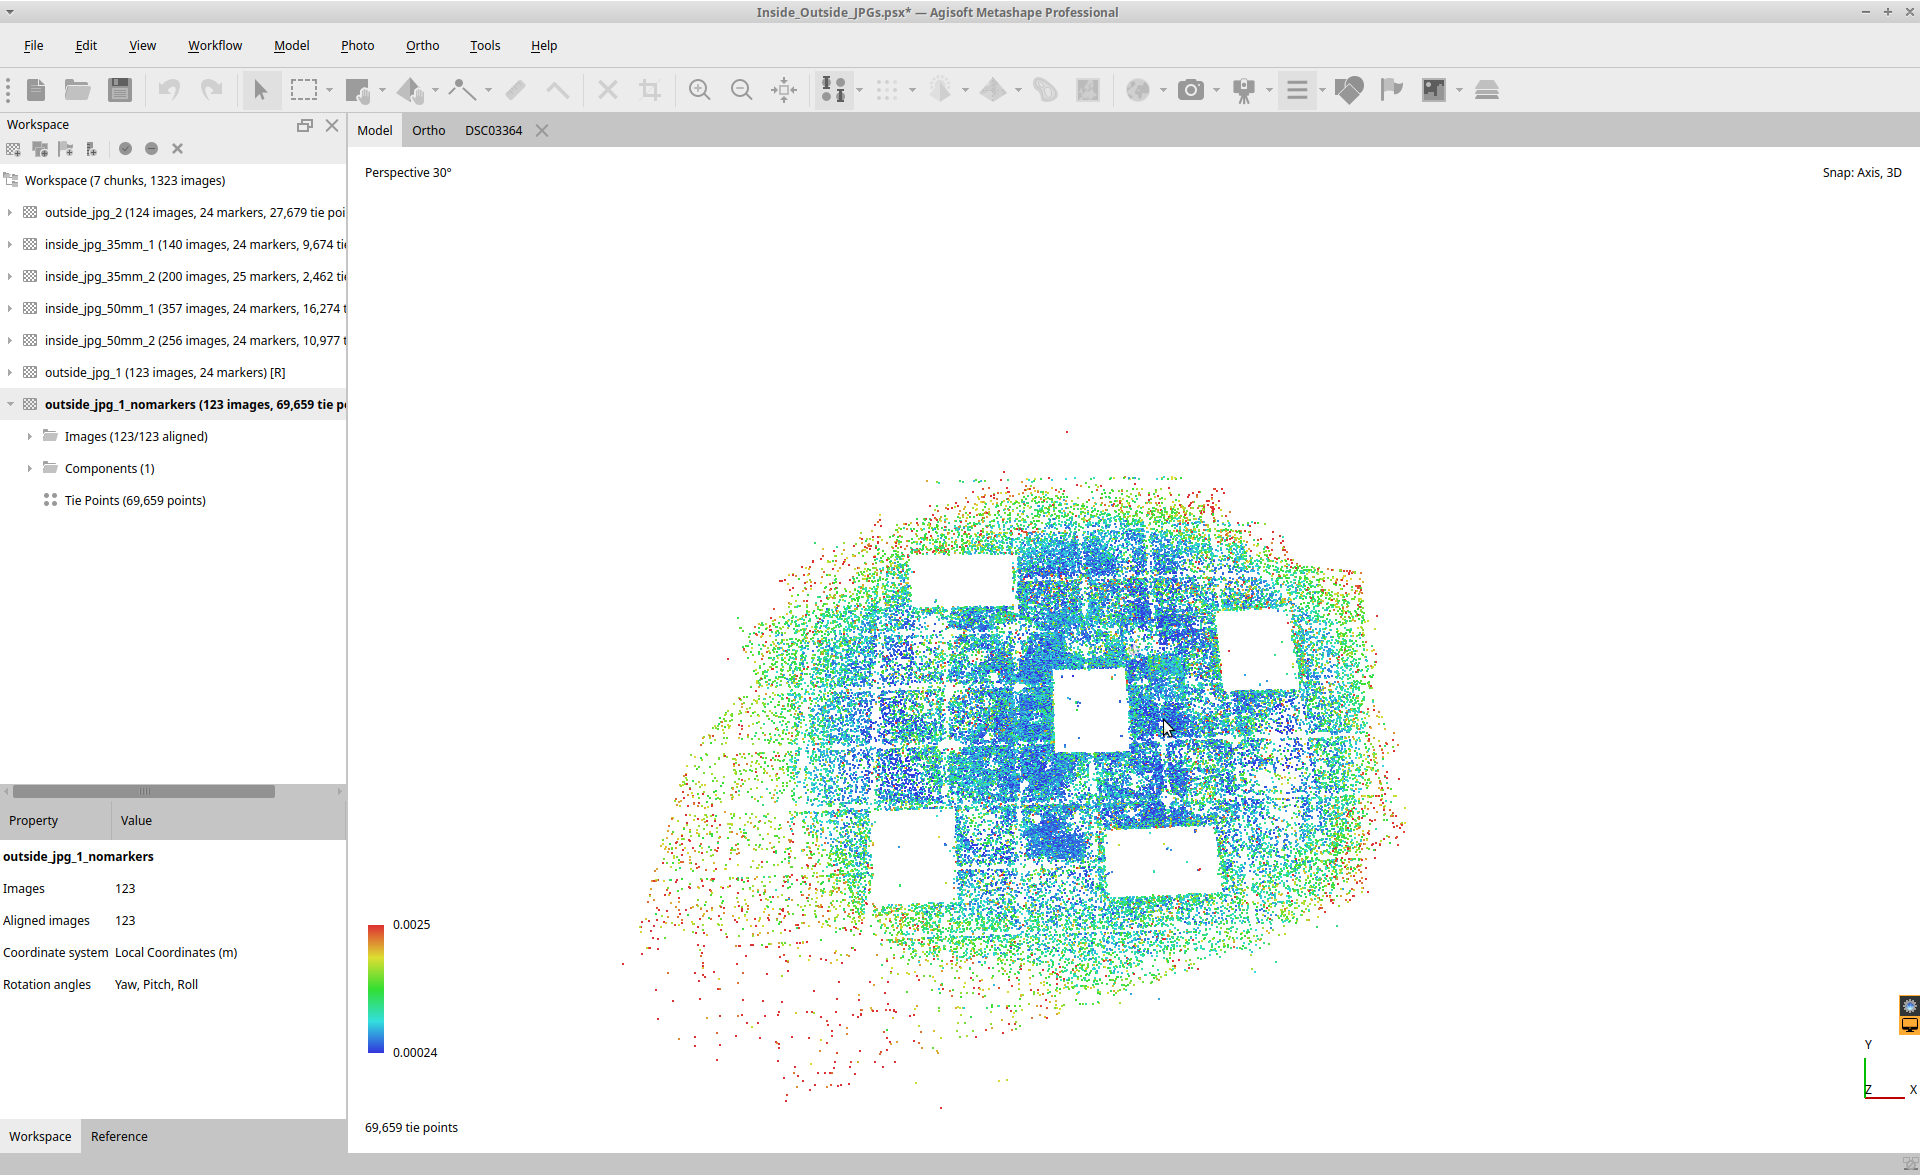 Inside_Outside_JPGs.psx* — Agisoft Metashape Professional
File Edit View Workflow Model Photo Ortho Tools Help
Workspace
Model Ortho DSC03364
Perspective 30°
Snap: Axis, 3D
Workspace (7 chunks, 1323 images)
outside_jpg_2 (124 images, 24 markers, 27,679 tie poi
inside_jpg_35mm_1 (140 images, 24 markers, 9,674 tie
inside_jpg_35mm_2 (200 images, 25 markers, 2,462 tie
inside_jpg_50mm_1 (357 images, 24 markers, 16,274 t
inside_jpg_50mm_2 (256 images, 24 markers, 10,977 t
outside_jpg_1 (123 images, 24 markers) [R]
outside_jpg_1_nomarkers (123 images, 69,659 tie po
Images (123/123 aligned)
Components (1)
Tie Points (69,659 points)
Property Value
outside_jpg_1_nomarkers
Images 123
Aligned images 123
Coordinate system Local Coordinates (m)
Rotation angles Yaw, Pitch, Roll
0.0025
0.00024
Y
Z X
69,659 tie points
Workspace Reference